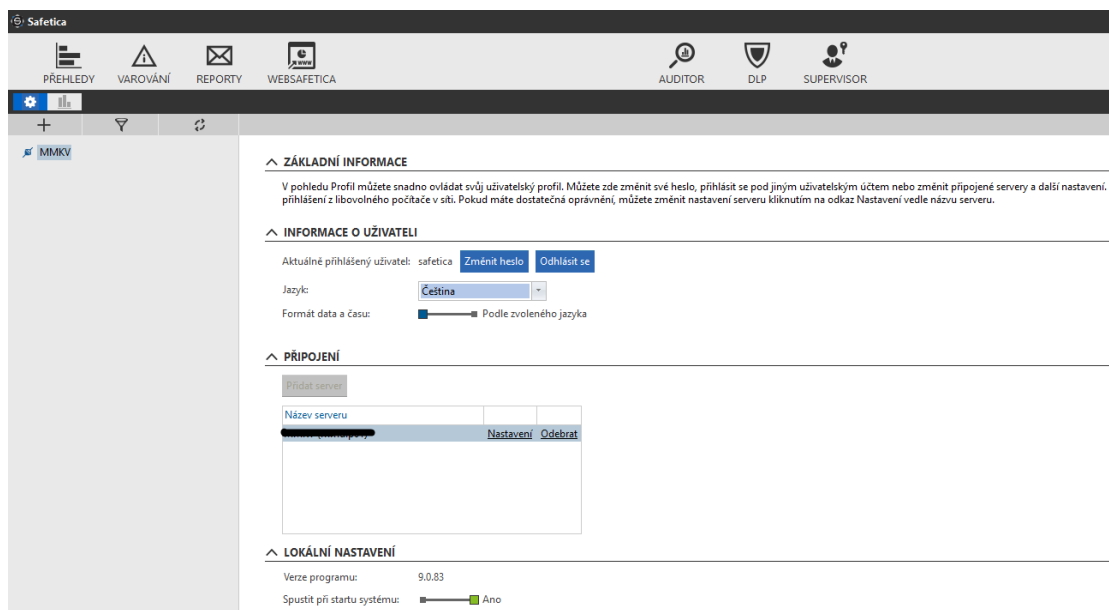 Safetica
PŘEHLEDY VAROVÁNÍ REPORTY WEBSAFETICA AUDITOR DLP SUPERVISOR
MMKV
ZÁKLADNÍ INFORMACE
V pohledu Profil můžete snadno ovládat svůj uživatelský profil. Můžete zde změnit své heslo, přihlásit se pod jiným uživatelským účtem nebo změnit připojené servery a další nastavení.
přihlášení z libovolného počítače v síti. Pokud máte dostatečná oprávnění, můžete změnit nastavení serveru kliknutím na odkaz Nastavení vedle názvu serveru.
INFORMACE O UŽIVATELI
Aktuálně přihlášený uživatel: safetica Změnit heslo Odhlásit se
Jazyk: Čeština
Formát data a času: Podle zvoleného jazyka
PŘIPOJENÍ
Přidat server
Název serveru
Nastavení Odebrat
LOKÁLNÍ NASTAVENÍ
Verze programu: 9.0.83
Spustit při startu systému: Ano